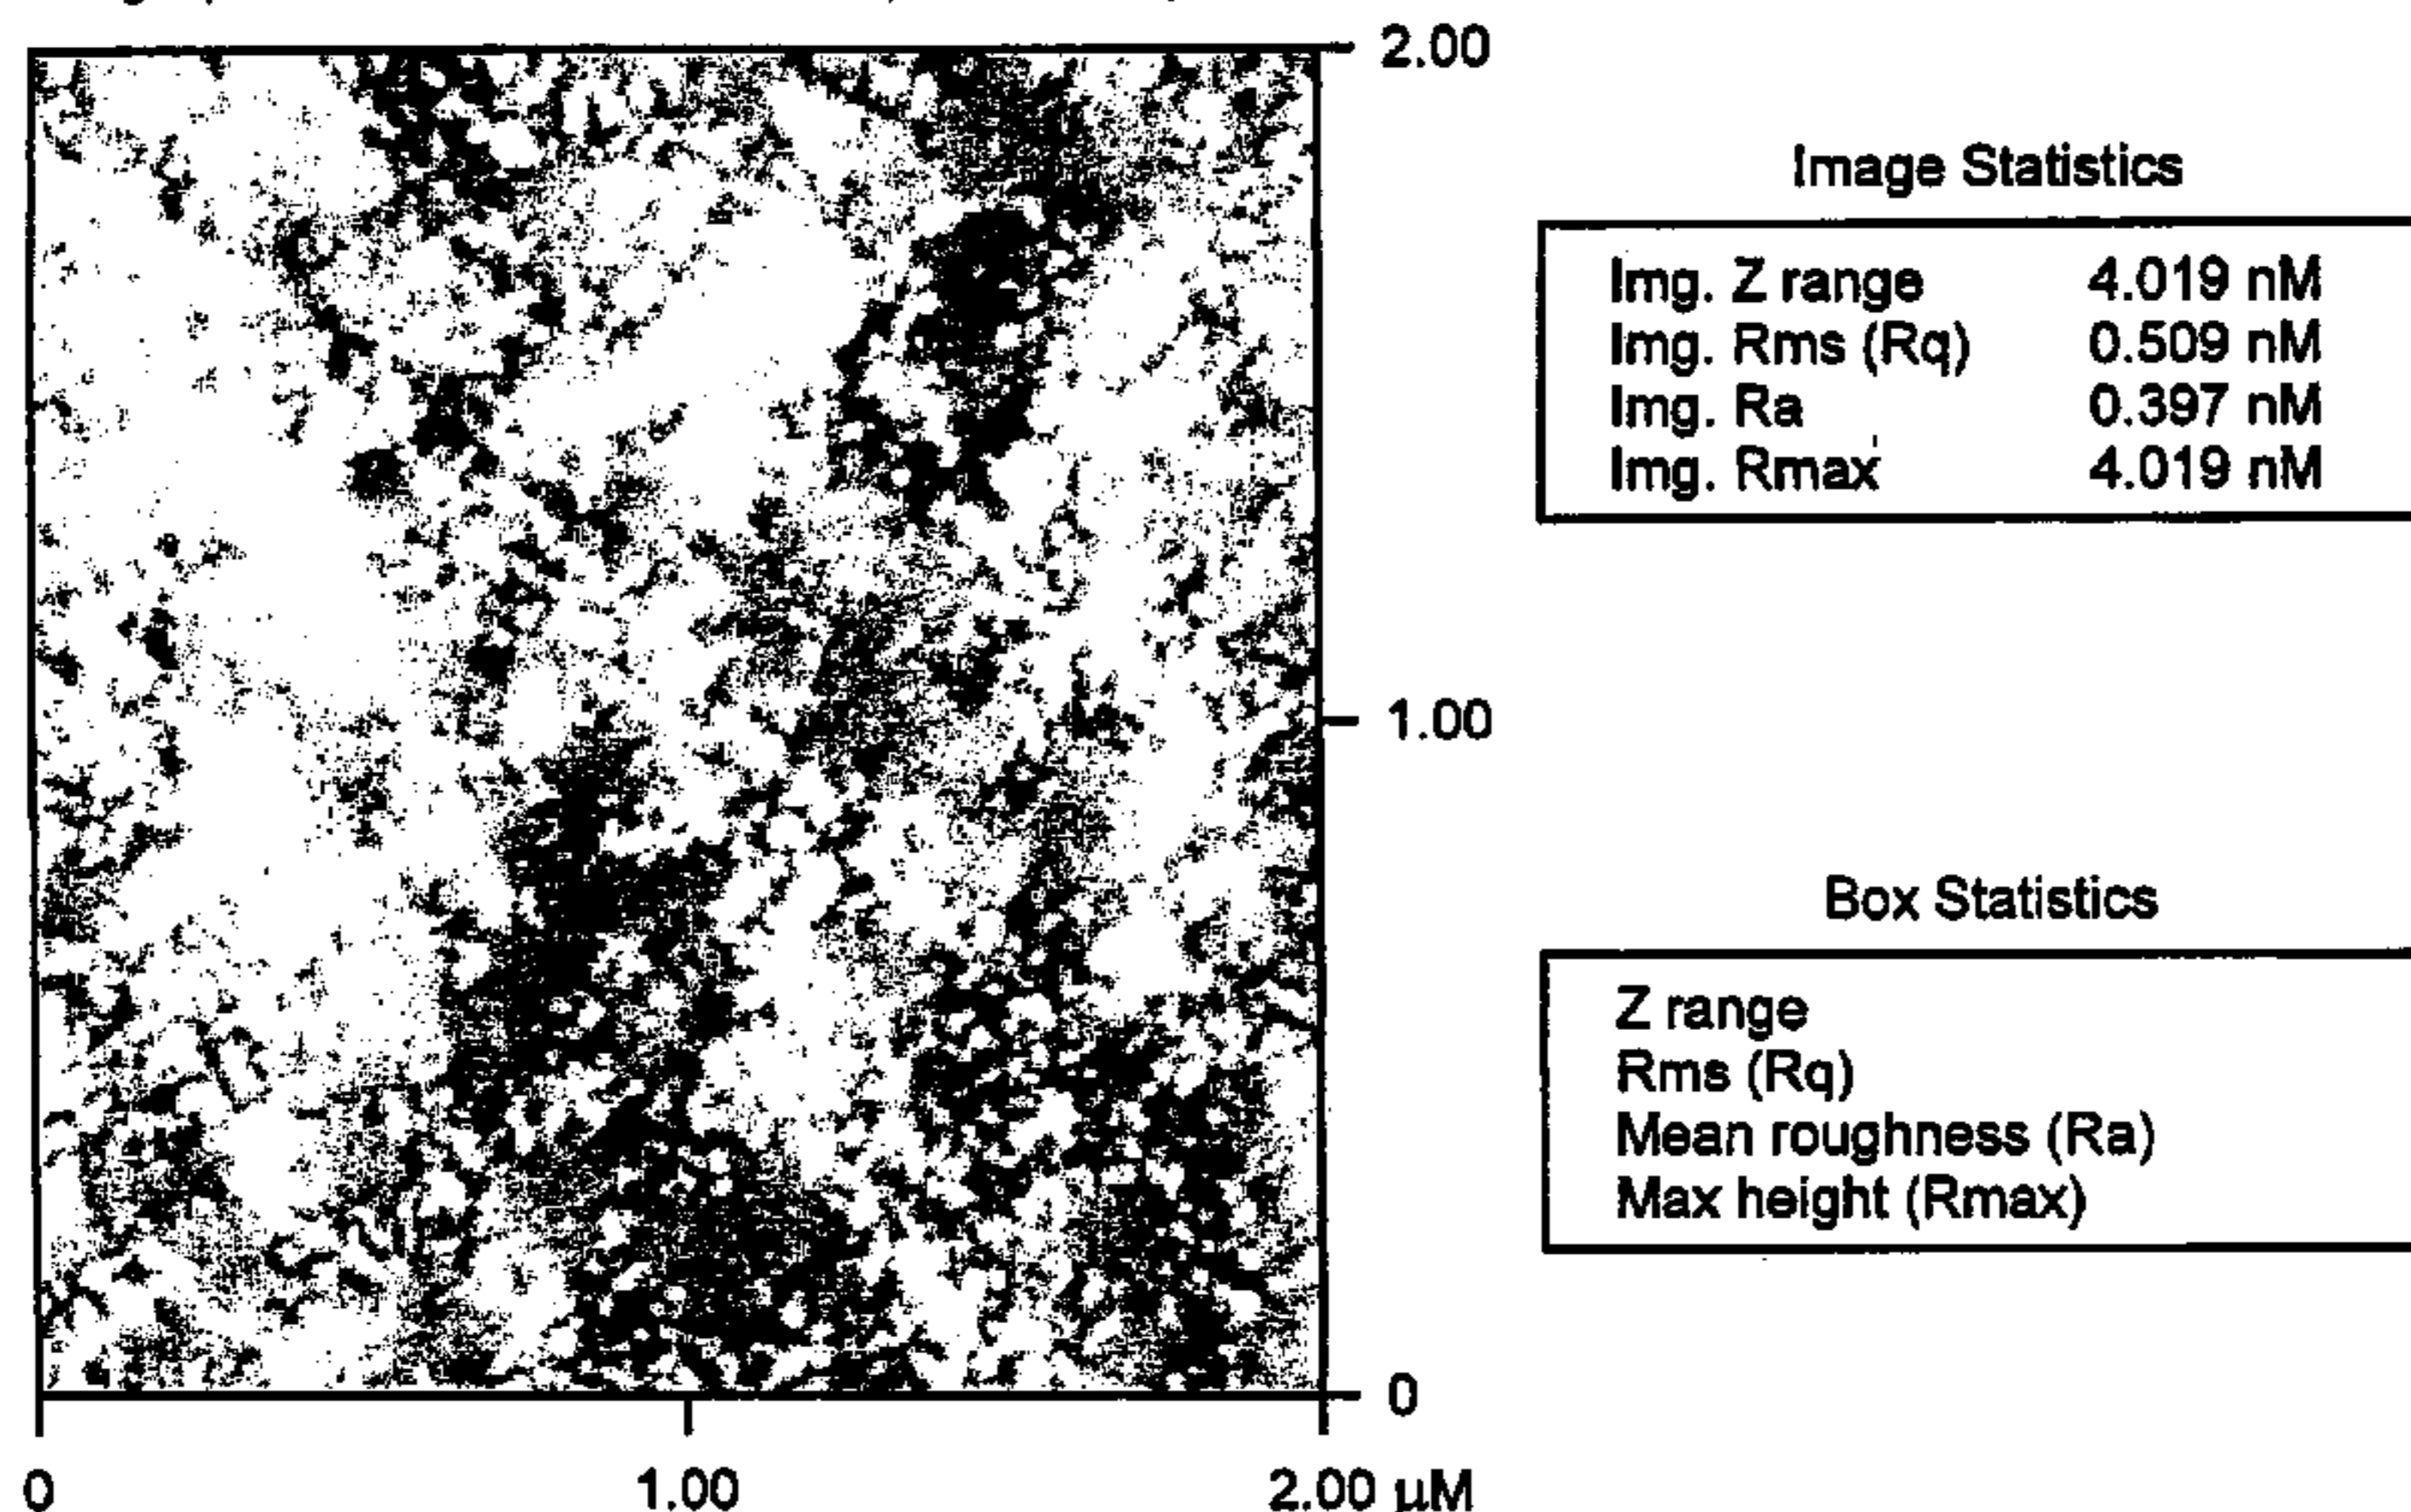 2.00
Image Statistics
Img. Z range 4.019 nM
Img. Rms (Rq) 0.509 nM
Img. Ra 0.397 nM
Img. Rmax 4.019 nM
1.00
Box Statistics
Z range
Rms (Rq)
Mean roughness (Ra)
Max height (Rmax)
0
0 1.00 2.00 µM